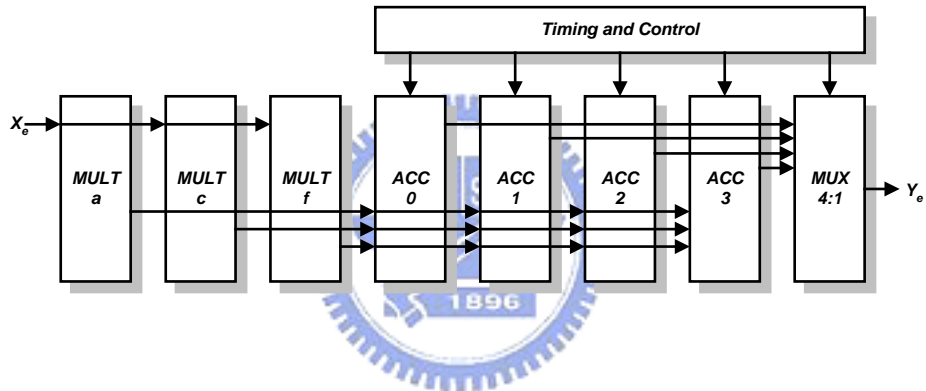 Timing and Control
Xe
MULT
a
MULT
c
MULT
f
ACC
0
ACC
1
ACC
2
ACC
3
MUX
4:1
Ye
1896